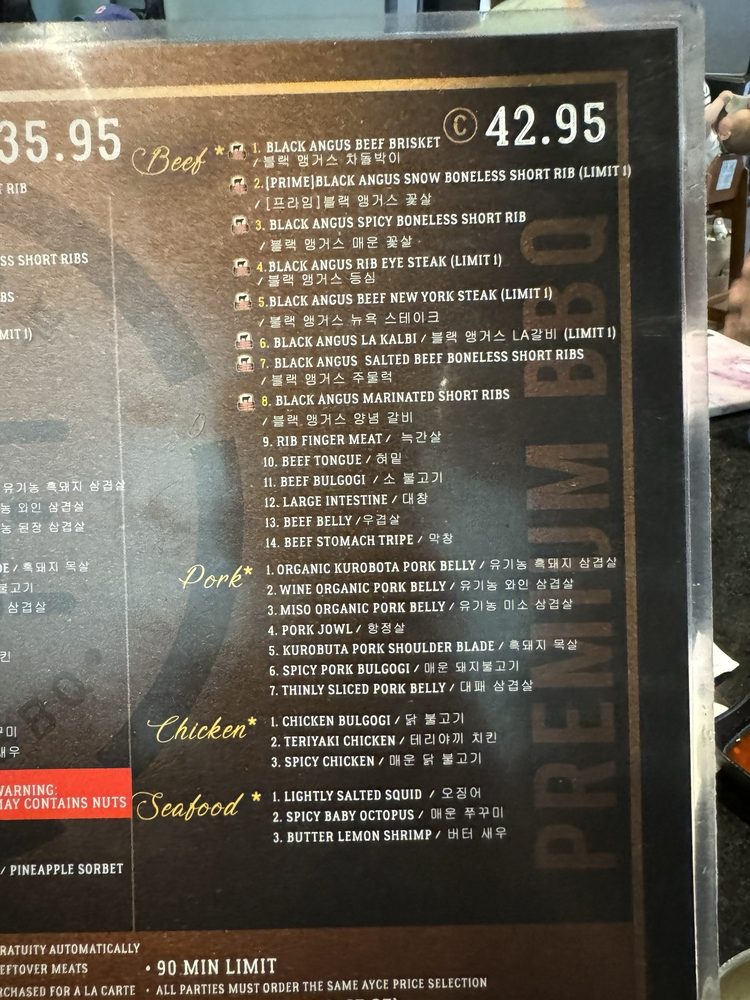 35.95
RIB
SS SHORT RIBS
BS
MIT 1)
유기농 흑돼지 삼겹살
농 와인 삼겹살
농 된장 삼겹살
DE / 흑돼지 목살
불고기
삼겹살
킨
꾸미
새우
WARNING:
MAY CONTAINS NUTS
/ PINEAPPLE SORBET
RATUITY AUTOMATICALLY
EFTOVER MEATS
RCHASED FOR A LA CARTE
BQ
C 42.95
Beef *
1. BLACK ANGUS BEEF BRISKET
/ 블랙 앵거스 차돌박이
2.[PRIME]BLACK ANGUS SNOW BONELESS SHORT RIB (LIMIT 1)
/ [프라임]블랙 앵거스 꽃살
3. BLACK ANGUS SPICY BONELESS SHORT RIB
/ 블랙 앵거스 매운 꽃살
4.BLACK ANGUS RIB EYE STEAK (LIMIT 1)
/ 블랙 앵거스 등심
5.BLACK ANGUS BEEF NEW YORK STEAK (LIMIT 1)
/ 블랙 앵거스 뉴욕 스테이크
6. BLACK ANGUS LA KALBI / 블랙 앵거스 LA갈비 (LIMIT 1)
7. BLACK ANGUS SALTED BEEF BONELESS SHORT RIBS
/ 블랙 앵거스 주물럭
8. BLACK ANGUS MARINATED SHORT RIBS
/ 블랙 앵거스 양념 갈비
9. RIB FINGER MEAT / 늑간살
10. BEEF TONGUE / 혀밑
11. BEEF BULGOGI / 소 불고기
12. LARGE INTESTINE / 대창
13. BEEF BELLY / 우겹살
14. BEEF STOMACH TRIPE / 막창
Pork*
1. ORGANIC KUROBOTA PORK BELLY / 유기농 흑돼지 삼겹살
2. WINE ORGANIC PORK BELLY / 유기농 와인 삼겹살
3. MISO ORGANIC PORK BELLY / 유기농 미소 삼겹살
4. PORK JOWL / 항정살
5. KUROBUTA PORK SHOULDER BLADE / 흑돼지 목살
6. SPICY PORK BULGOGI / 매운 돼지불고기
7. THINLY SLICED PORK BELLY / 대패 삼겹살
Chicken*
1. CHICKEN BULGOGI / 닭 불고기
2. TERIYAKI CHICKEN / 테리야끼 치킨
3. SPICY CHICKEN / 매운 닭 불고기
Seafood *
1. LIGHTLY SALTED SQUID / 오징어
2. SPICY BABY OCTOPUS / 매운 쭈꾸미
3. BUTTER LEMON SHRIMP / 버터 새우
PREMIUM BBQ
• 90 MIN LIMIT
• ALL PARTIES MUST ORDER THE SAME AYCE PRICE SELECTION